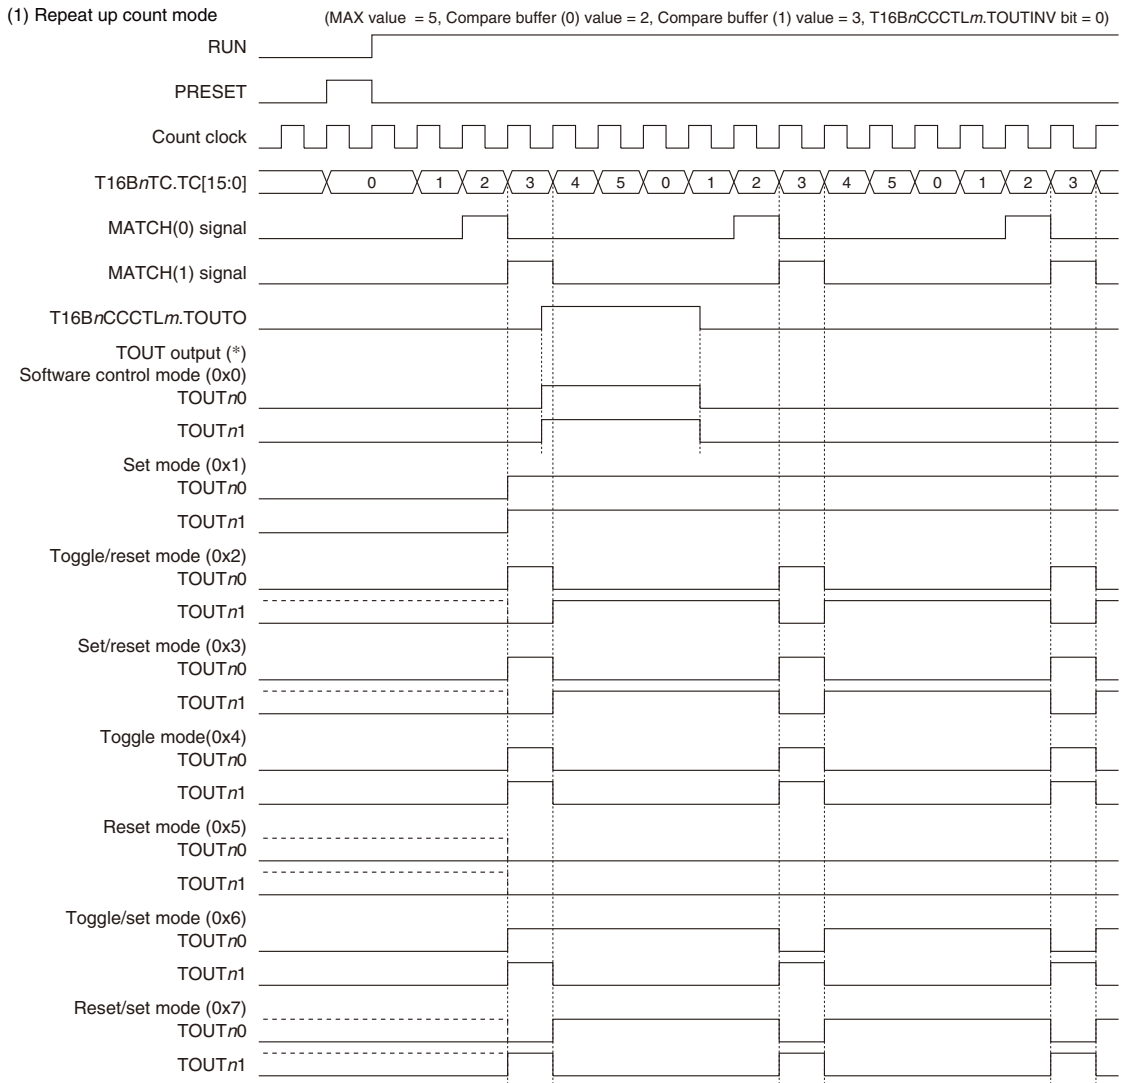 (1) Repeat up count mode (MAX value = 5, Compare buffer (0) value = 2, Compare buffer (1) value = 3, T16BnCCCTLm.TOUTINV bit = 0)
RUN
PRESET
Count clock
T16BnTC.TC[15:0] 0 1 2 3 4 5 0 1 2 3 4 5 0 1 2 3
MATCH(0) signal
MATCH(1) signal
T16BnCCCTLm.TOUTO
TOUT output (*)
Software control mode (0x0)
TOUTn0
TOUTn1
Set mode (0x1)
TOUTn0
TOUTn1
Toggle/reset mode (0x2)
TOUTn0
TOUTn1
Set/reset mode (0x3)
TOUTn0
TOUTn1
Toggle mode(0x4)
TOUTn0
TOUTn1
Reset mode (0x5)
TOUTn0
TOUTn1
Toggle/set mode (0x6)
TOUTn0
TOUTn1
Reset/set mode (0x7)
TOUTn0
TOUTn1